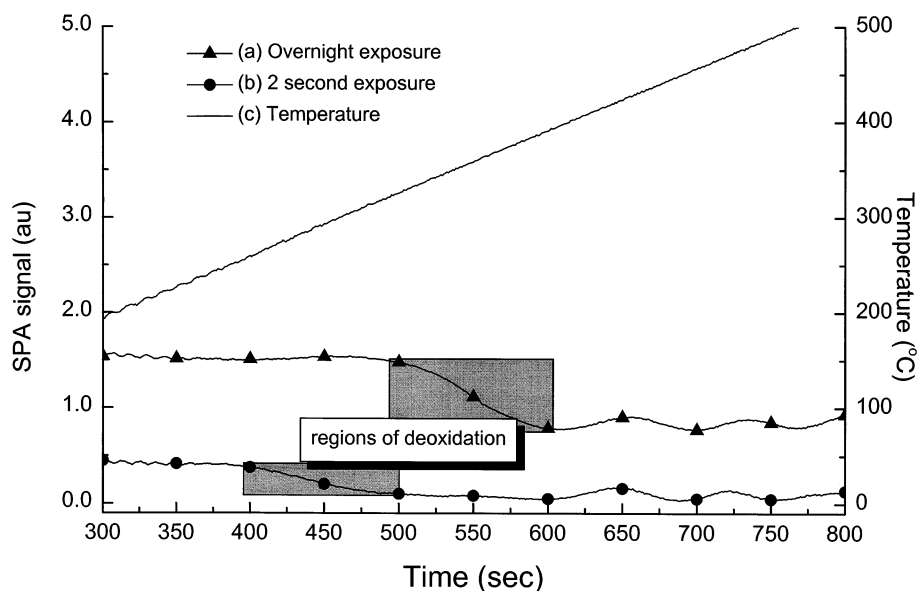 5.0
4.0
3.0
2.0
1.0
0.0
SPA signal (au)
(a) Overnight exposure
(b) 2 second exposure
(c) Temperature
regions of deoxidation
500
400
300
200
100
0
Temperature (°C)
300 350 400 450 500 550 600 650 700 750 800
Time (sec)